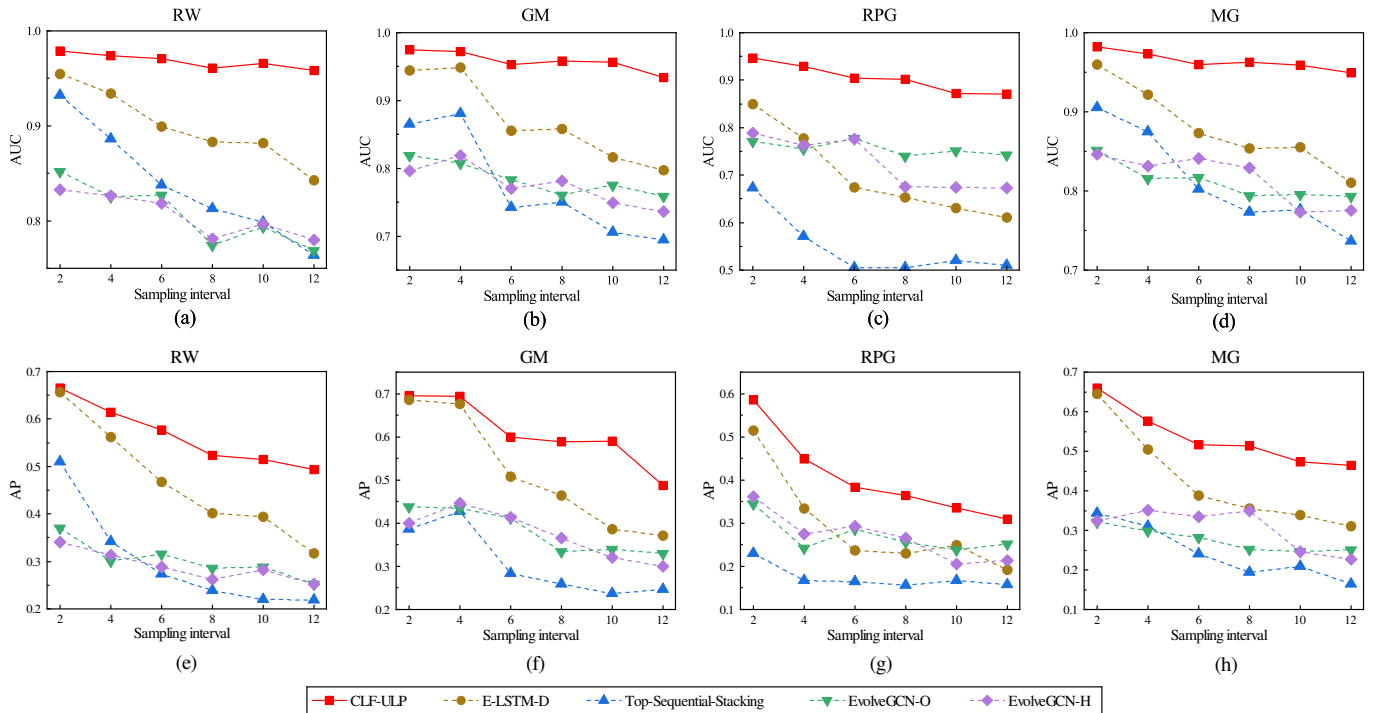 RW
GM
RPG
MG
AUC
1.0
0.9
0.8
2 4 6 8 10 12
Sampling interval
(a)
AUC
1.0
0.9
0.8
0.7
2 4 6 8 10 12
Sampling interval
(b)
AUC
1.0
0.9
0.8
0.7
0.6
0.5
2 4 6 8 10 12
Sampling interval
(c)
AUC
1.0
0.9
0.8
0.7
2 4 6 8 10 12
Sampling interval
(d)
RW
GM
RPG
MG
AP
0.7
0.6
0.5
0.4
0.3
0.2
2 4 6 8 10 12
Sampling interval
(e)
AP
0.7
0.6
0.5
0.4
0.3
0.2
2 4 6 8 10 12
Sampling interval
(f)
AP
0.6
0.5
0.4
0.3
0.2
0.1
2 4 6 8 10 12
Sampling interval
(g)
AP
0.7
0.6
0.5
0.4
0.3
0.2
0.1
2 4 6 8 10 12
Sampling interval
(h)
CLF-ULP E-LSTM-D Top-Sequential-Stacking EvolveGCN-O EvolveGCN-H